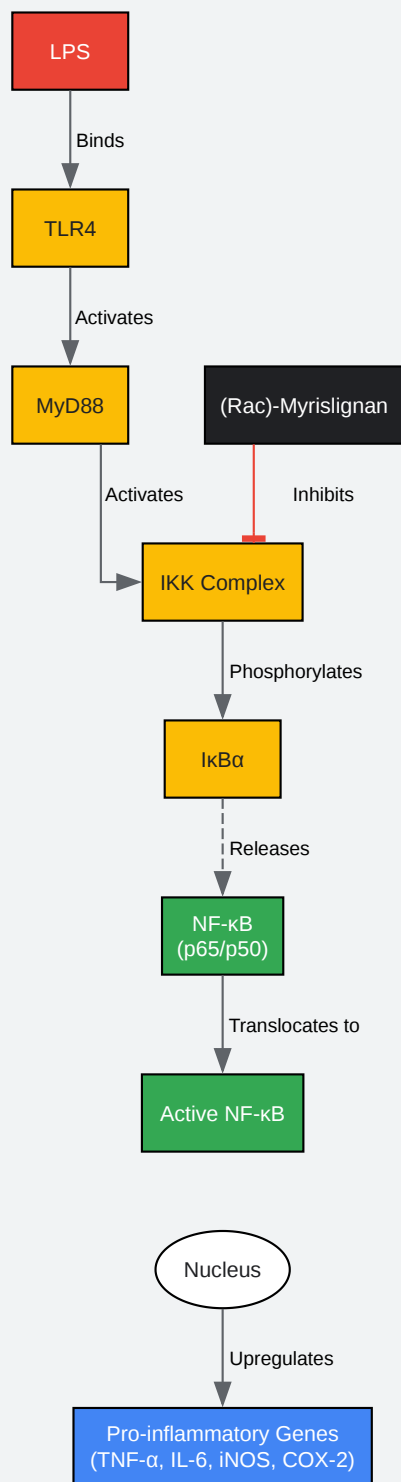 LPS
Binds
TLR4
Activates
MyD88
(Rac)-Myrislignan
Activates
Inhibits
IKK Complex
Phosphorylates
IκBα
Releases
NF-κB
(p65/p50)
Translocates to
Active NF-κB
Nucleus
Upregulates
Pro-inflammatory Genes
(TNF-α, IL-6, iNOS, COX-2)